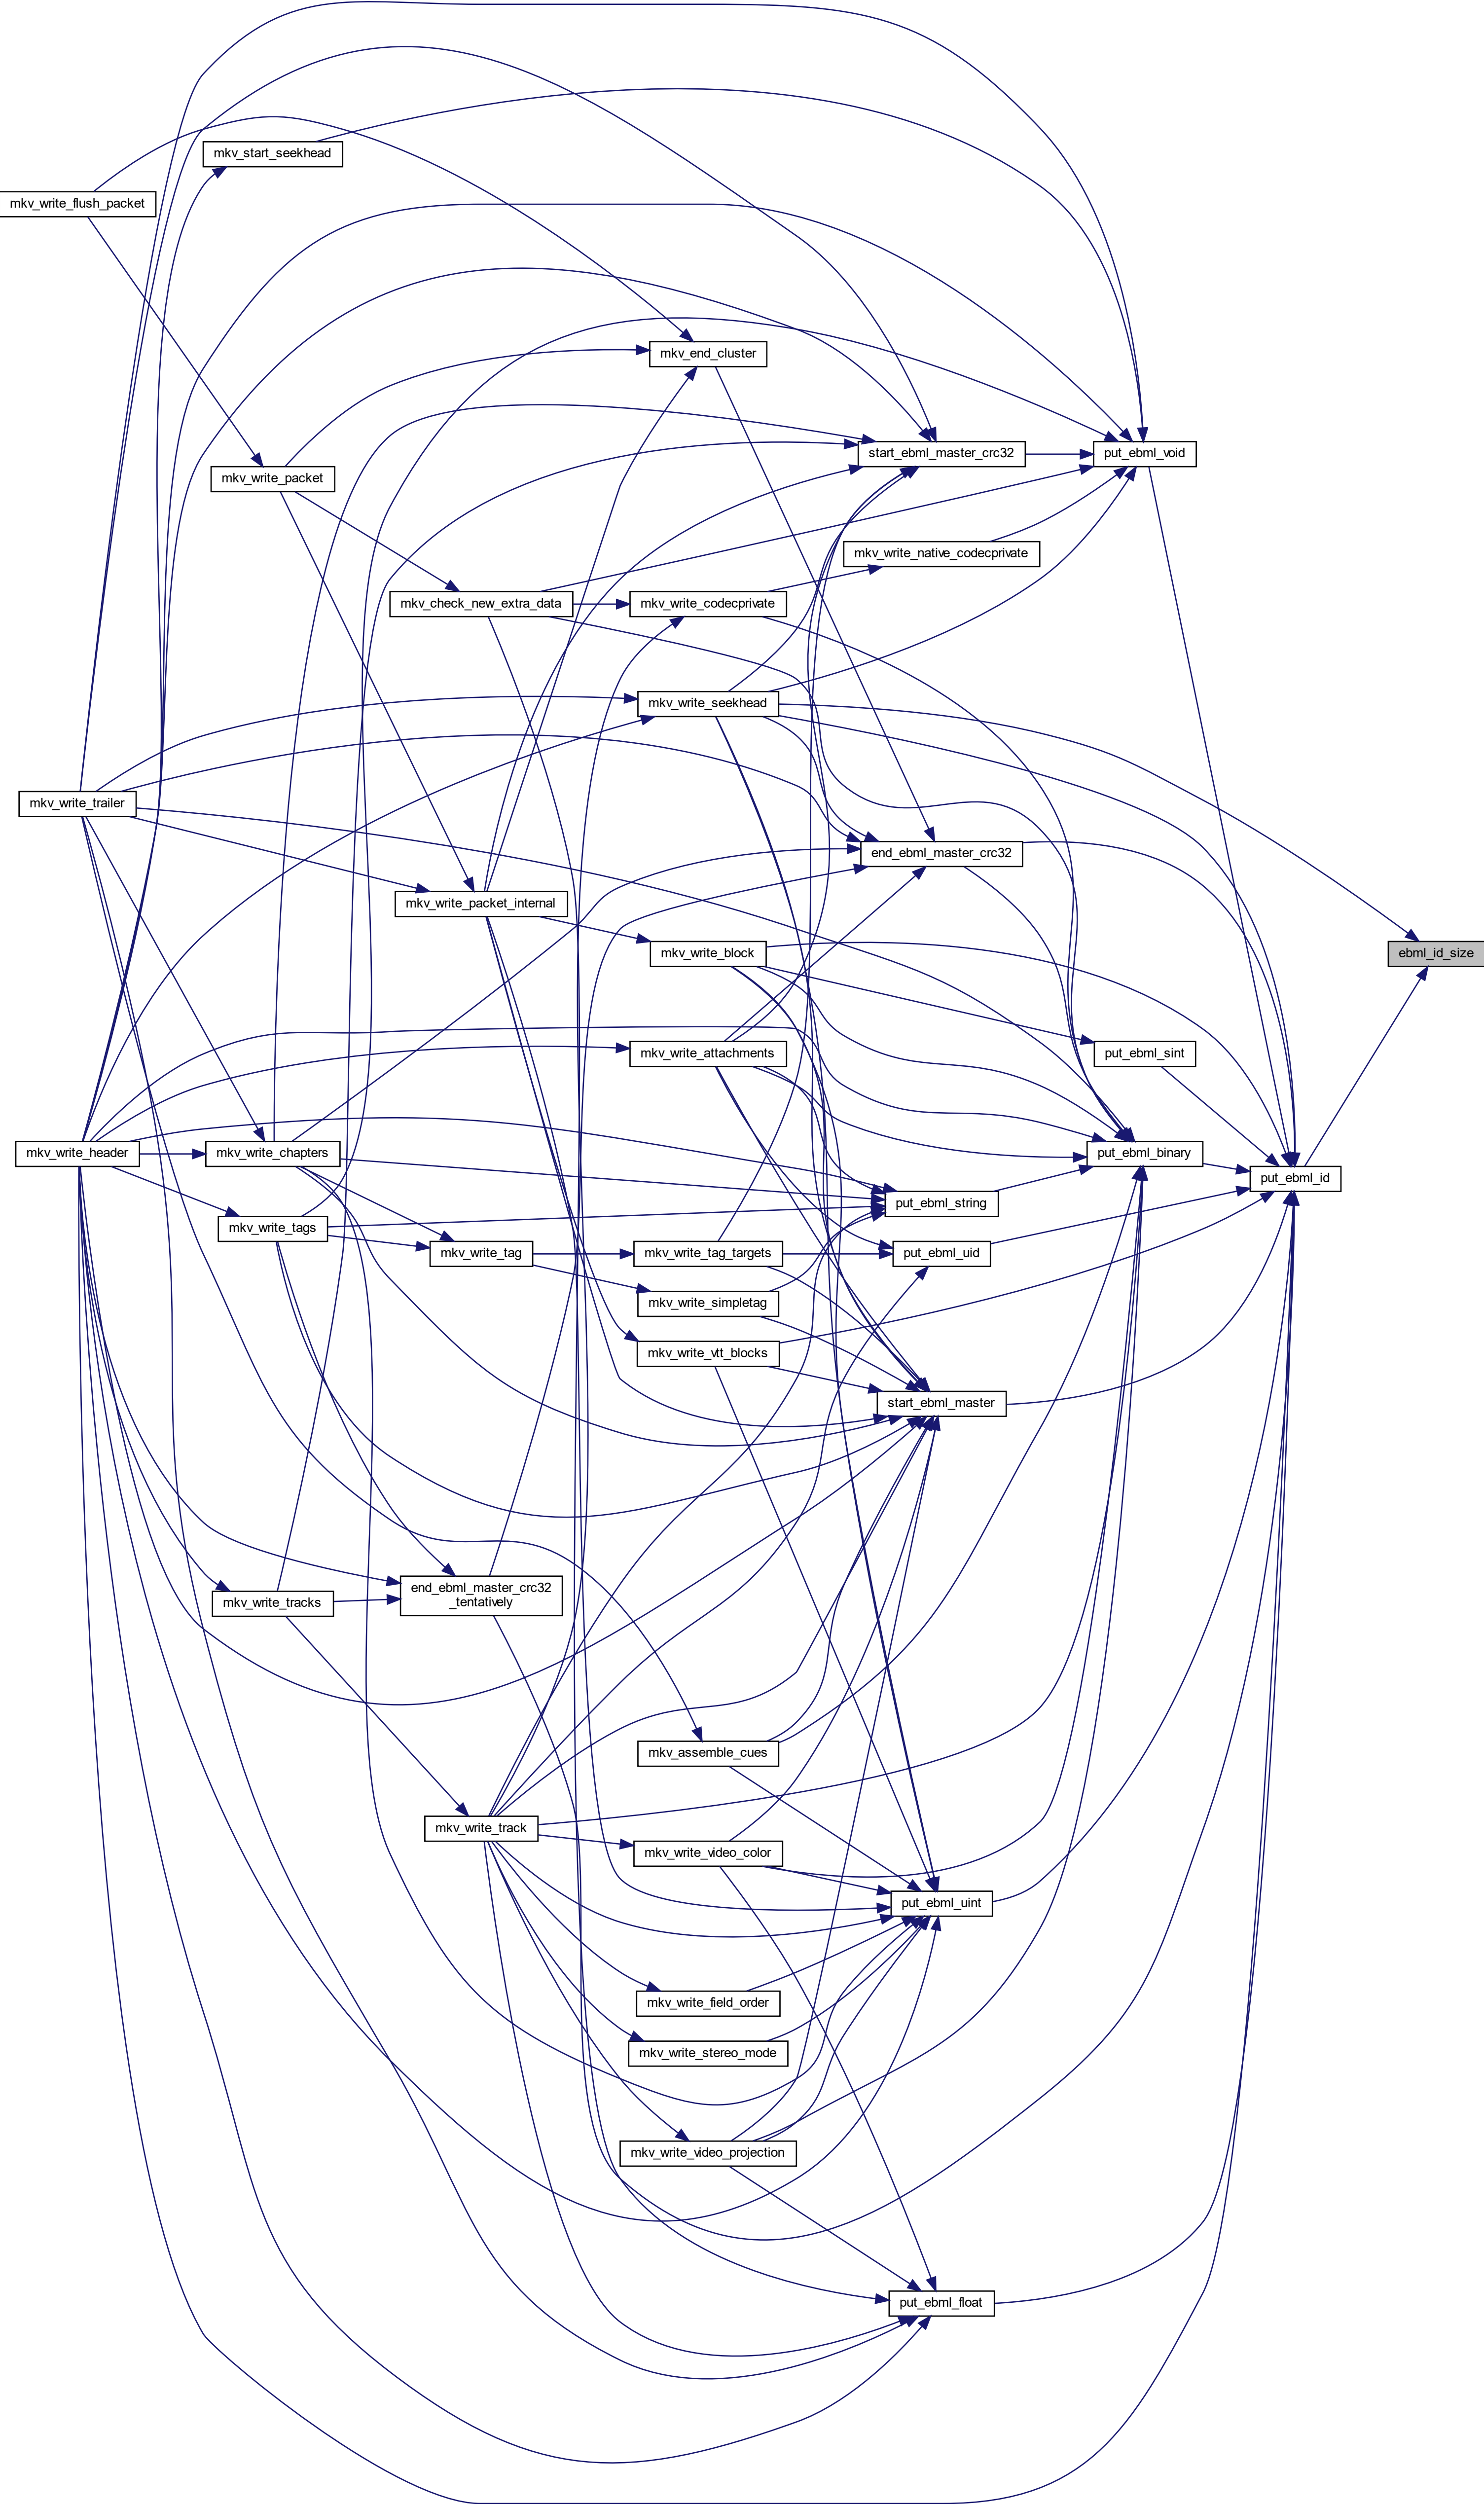 mkv_start_seekhead
mkv_write_flush_packet
mkv_end_cluster
start_ebml_master_crc32
put_ebml_void
mkv_write_packet
mkv_write_native_codecprivate
mkv_check_new_extra_data
mkv_write_codecprivate
mkv_write_seekhead
mkv_write_trailer
end_ebml_master_crc32
mkv_write_packet_internal
mkv_write_block
ebml_id_size
mkv_write_attachments
put_ebml_sint
mkv_write_header
mkv_write_chapters
put_ebml_binary
put_ebml_id
put_ebml_string
mkv_write_tags
mkv_write_tag
mkv_write_tag_targets
put_ebml_uid
mkv_write_simpletag
mkv_write_vtt_blocks
start_ebml_master
end_ebml_master_crc32
_tentatively
mkv_write_tracks
mkv_assemble_cues
mkv_write_track
mkv_write_video_color
put_ebml_uint
mkv_write_field_order
mkv_write_stereo_mode
mkv_write_video_projection
put_ebml_float